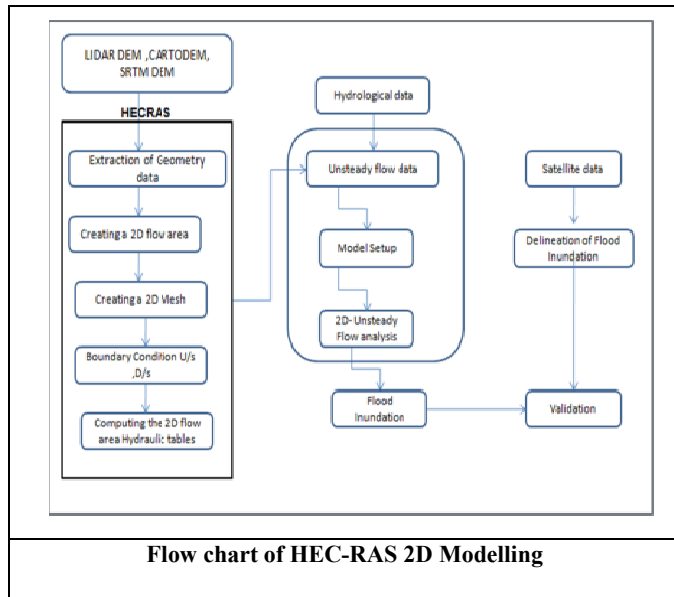 LIDAR DEM ,CARTODEM,
SRTM DEM
HECRAS
Extraction of Geometry
data
Creating a 2D flow area
Creating a 2D Mesh
Boundary Condition U/s
,D/s
Computing the 2D flow
area Hydraulic tables
Hydrological data
Unsteady flow data
Model Setup
2D- Unsteady
Flow analysis
Flood
Inundation
Satellite data
Delineation of Flood
Inundation
Validation
Flow chart of HEC-RAS 2D Modelling